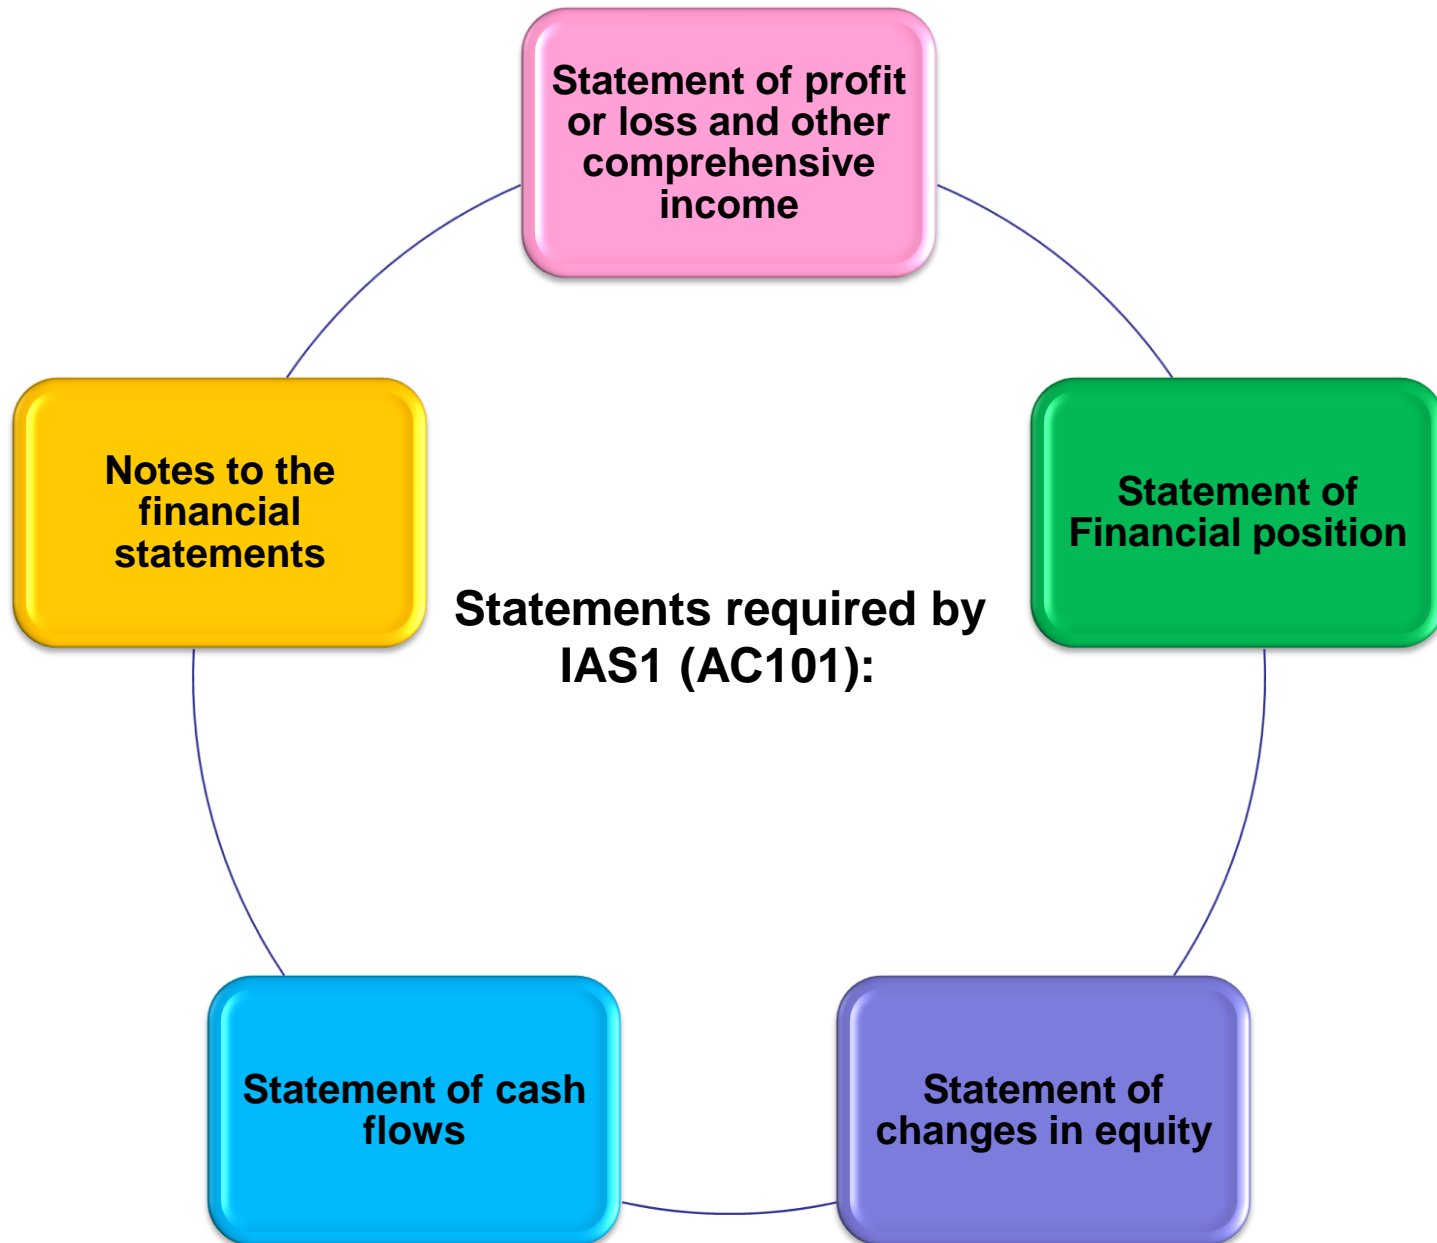 Statement of profit
or loss and other
comprehensive
income
Statement of
Financial position
Statement of
changes in equity
Statement of cash
flows
Notes to the
financial
statements
Statements required by
IAS1 (AC101):